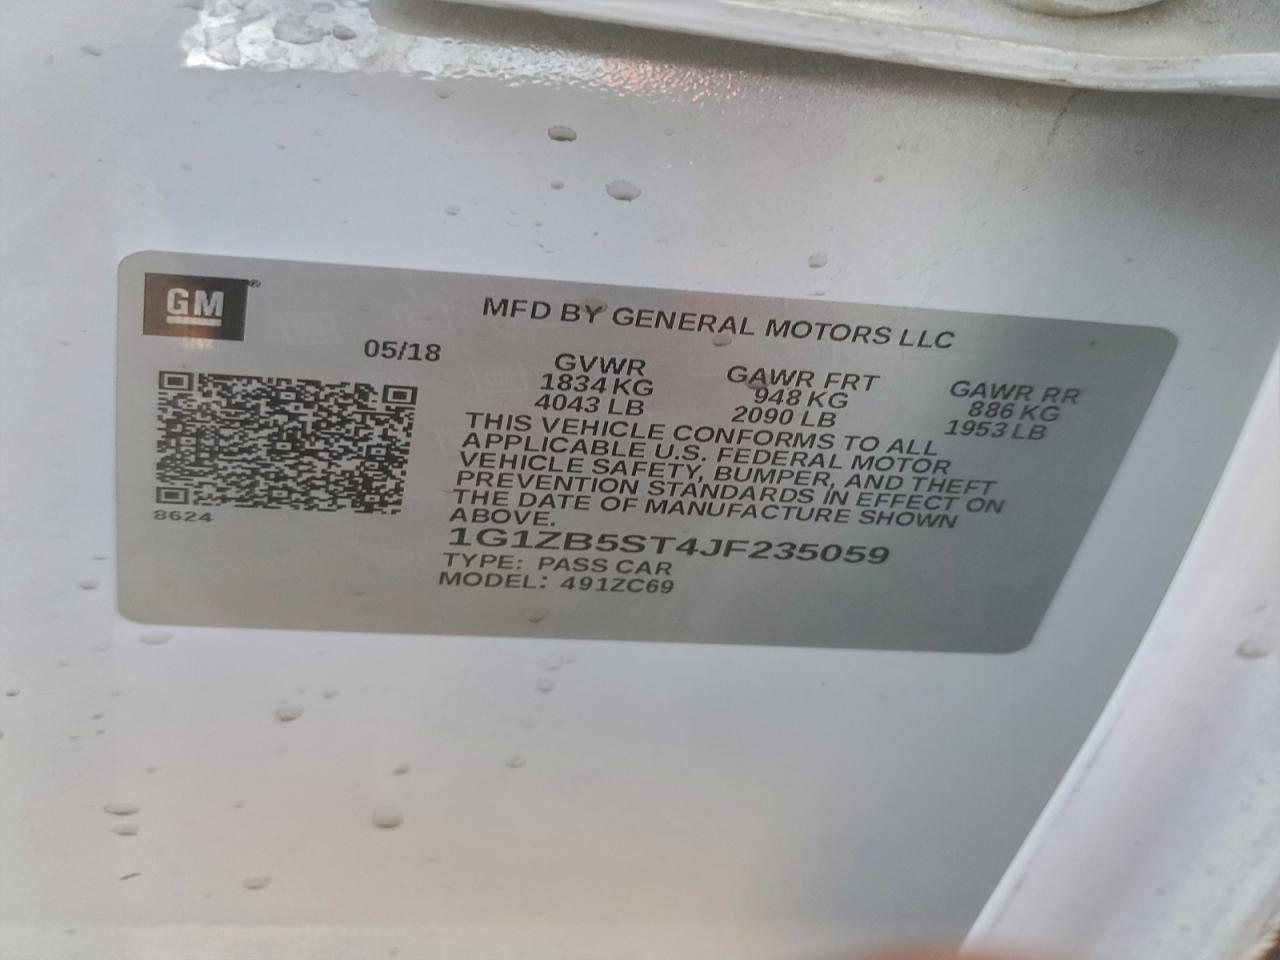 GM
MFD BY GENERAL MOTORS LLC
05/18
GVWR GAWR FRT GAWR RR
1834 KG 948 KG 886 KG
4043 LB 2090 LB 1953 LB
THIS VEHICLE CONFORMS TO ALL
APPLICABLE U.S. FEDERAL MOTOR
VEHICLE SAFETY, BUMPER, AND THEFT
PREVENTION STANDARDS IN EFFECT ON
THE DATE OF MANUFACTURE SHOWN
ABOVE.
8624
1G1ZB5ST4JF235059
TYPE: PASS CAR
MODEL: 491ZC69